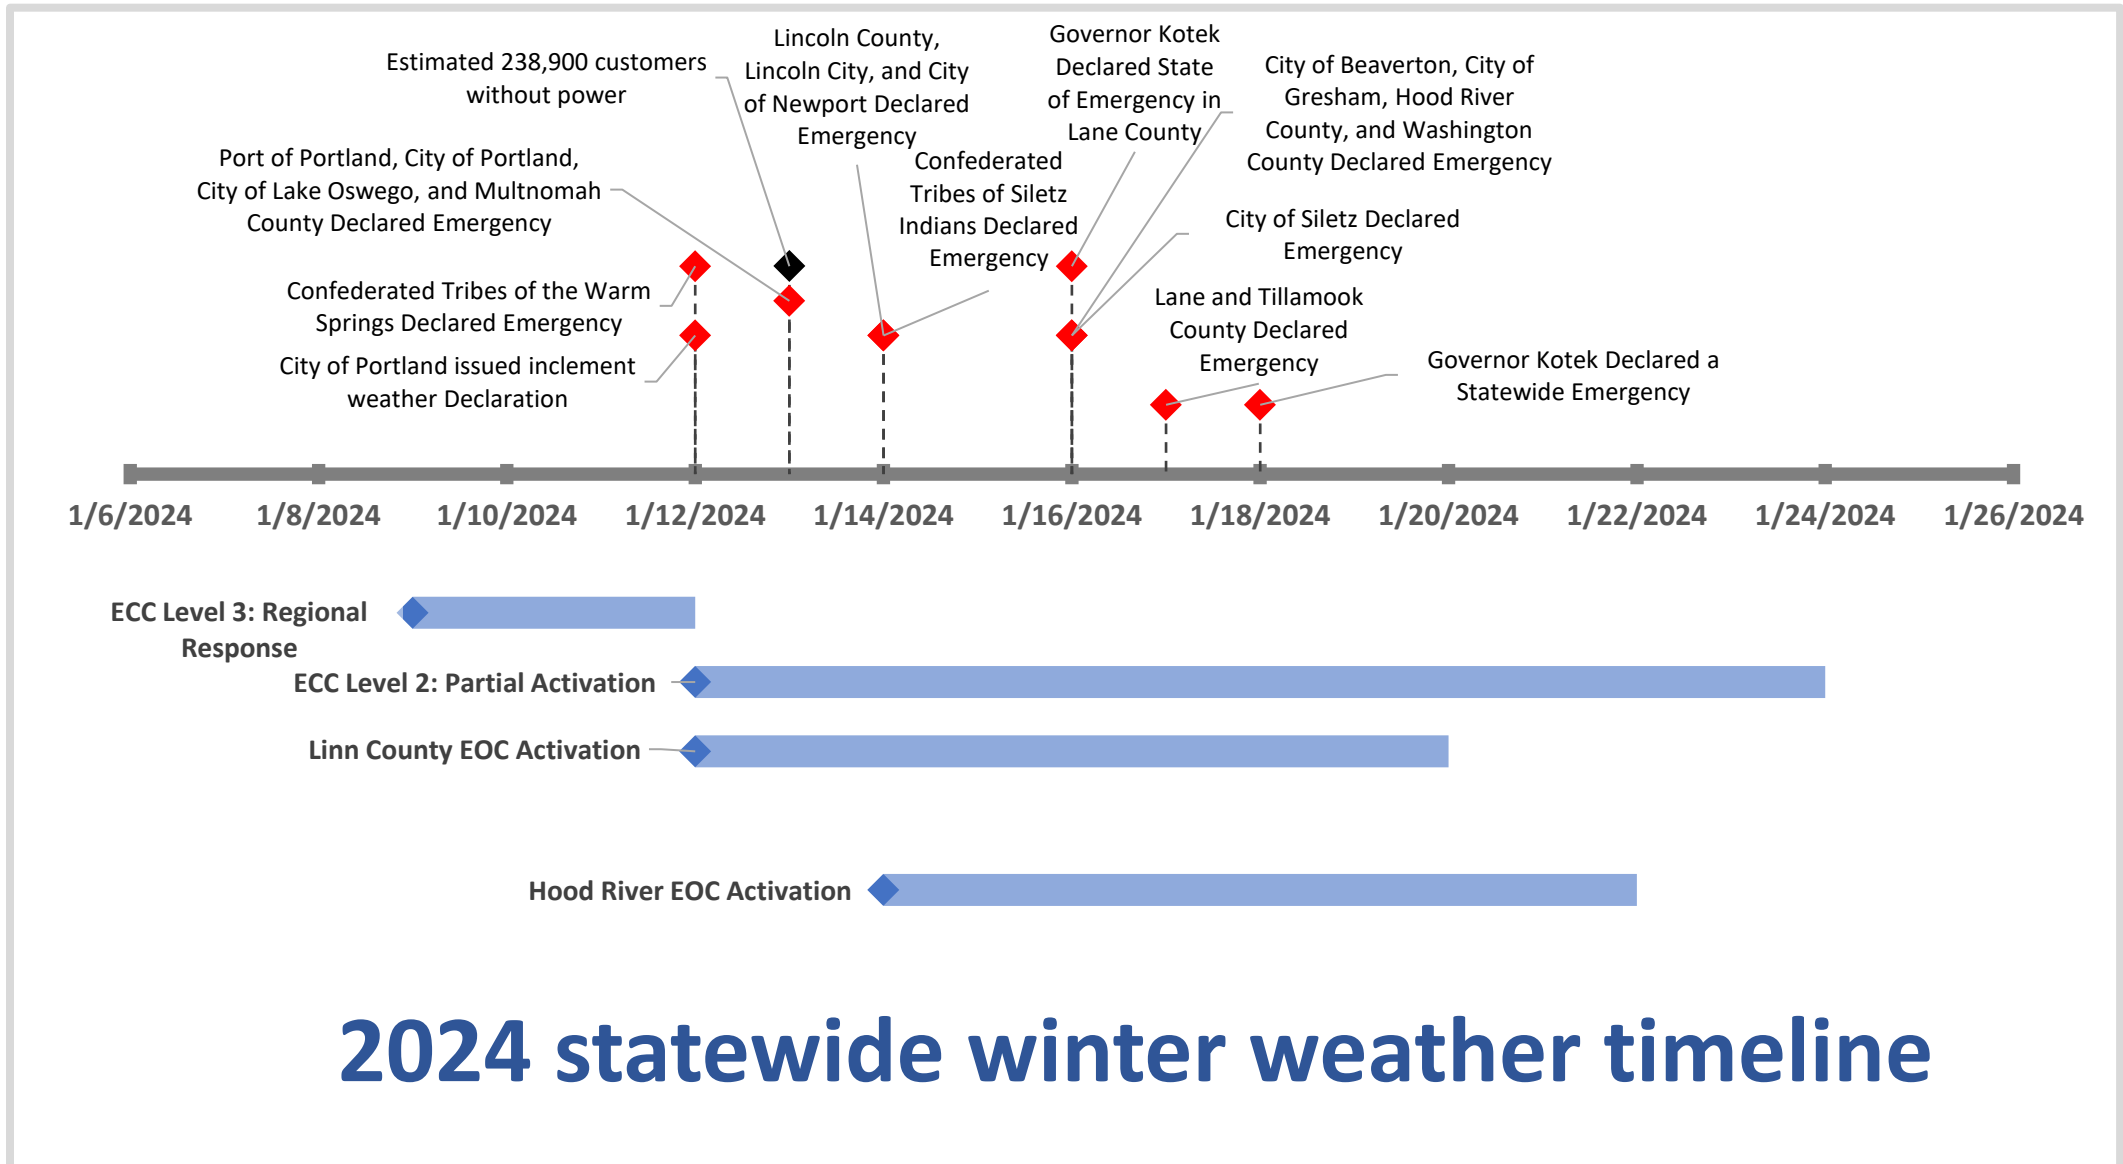 Estimated 238,900 customers
without power
Lincoln County,
Lincoln City, and City
of Newport Declared
Emergency
Governor Kotek
Declared State
of Emergency in
Lane County
City of Beaverton, City of
Gresham, Hood River
County, and Washington
County Declared Emergency
Port of Portland, City of Portland,
City of Lake Oswego, and Multnomah
County Declared Emergency
Confederated
Tribes of Siletz
Indians Declared
Emergency
City of Siletz Declared
Emergency
Confederated Tribes of the Warm
Springs Declared Emergency
Lane and Tillamook
County Declared
Emergency
City of Portland issued inclement
weather Declaration
Governor Kotek Declared a
Statewide Emergency
1/6/2024
1/8/2024
1/10/2024
1/12/2024
1/14/2024
1/16/2024
1/18/2024
1/20/2024
1/22/2024
1/24/2024
1/26/2024
ECC Level 3: Regional
Response
ECC Level 2: Partial Activation
Linn County EOC Activation
Hood River EOC Activation
2024 statewide winter weather timeline